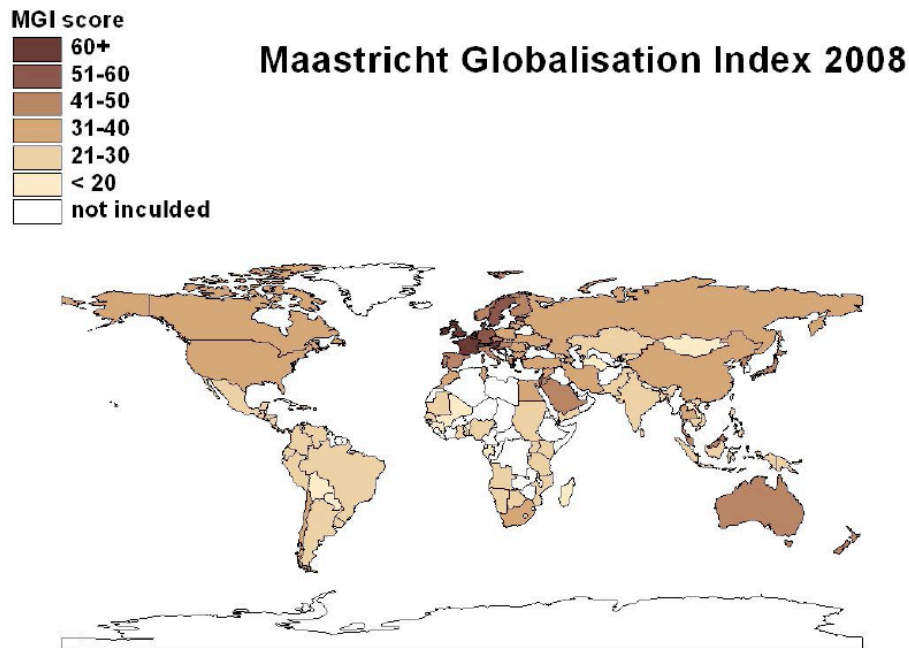 MGI score
60+
51-60
41-50
31-40
21-30
< 20
not inculded
Maastricht Globalisation Index 2008